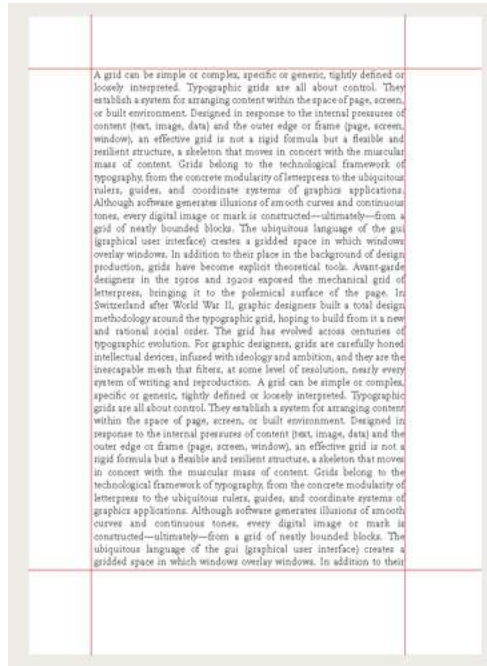 A grid can be simple or complex, specific or generic, tightly defined or
loosely interpreted. Typographic grids are all about control. They
establish a system for arranging content within the space of page, screen,
or built environment. Designed in response to the internal pressures of
content (text, image, data) and the outer edge or frame (page, screen,
window), an effective grid is not a rigid formula but a flexible and
resilient structure, a skeleton that moves in concert with the muscular
mass of content. Grids belong to the technological framework of
typography, from the concrete modularity of letterpress to the ubiquitous
rulers, guides, and coordinate systems of graphics applications.
Although software generates illusions of smooth curves and continuous
tones, every digital image or mark is constructed—ultimately—from a
grid of neatly bounded blocks. The ubiquitous language of the gui
(graphical user interface) creates a gridded space in which windows
overlay windows. In addition to their place in the background of design
production, grids have become explicit theoretical tools. Avant-garde
designers in the 1910s and 1920s exposed the mechanical grid of
letterpress, bringing it to the polemical surface of the page. In
Switzerland after World War II, graphic designers built a total design
methodology around the typographic grid, hoping to build from it a new
and rational social order. The grid has evolved across centuries of
typographic evolution. For graphic designers, grids are carefully honed
intellectual devices, infused with ideology and ambition, and they are the
inescapable mesh that filters, at some level of resolution, nearly every
system of writing and reproduction. A grid can be simple or complex,
specific or generic, tightly defined or loosely interpreted. Typographic
grids are all about control. They establish a system for arranging content
within the space of page, screen, or built environment. Designed in
response to the internal pressures of content (text, image, data) and the
outer edge or frame (page, screen, window), an effective grid is not a
rigid formula but a flexible and resilient structure, a skeleton that moves
in concert with the muscular mass of content. Grids belong to the
technological framework of typography, from the concrete modularity of
letterpress to the ubiquitous rulers, guides, and coordinate systems of
graphics applications. Although software generates illusions of smooth
curves and continuous tones, every digital image or mark is
constructed—ultimately—from a grid of neatly bounded blocks. The
ubiquitous language of the gui (graphical user interface) creates a
gridded space in which windows overlay windows. In addition to their